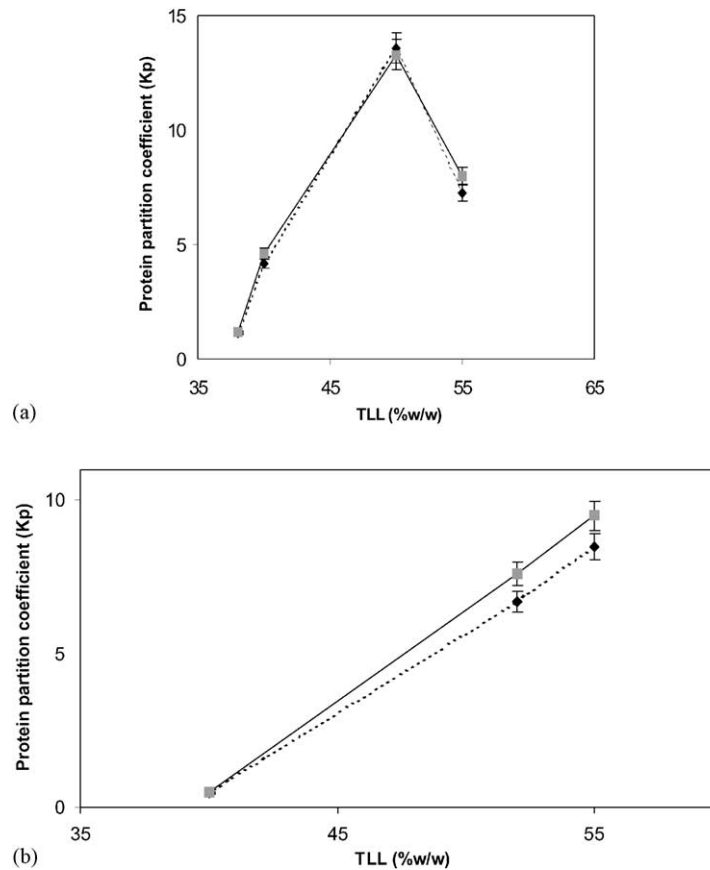 15
10
5
0
Protein partition coefficient (Kp)
35 45 55 65
TLL (%w/w)
(a)
10
5
0
Protein partition coefficient (Kp)
35 45 55
TLL (%w/w)
(b)